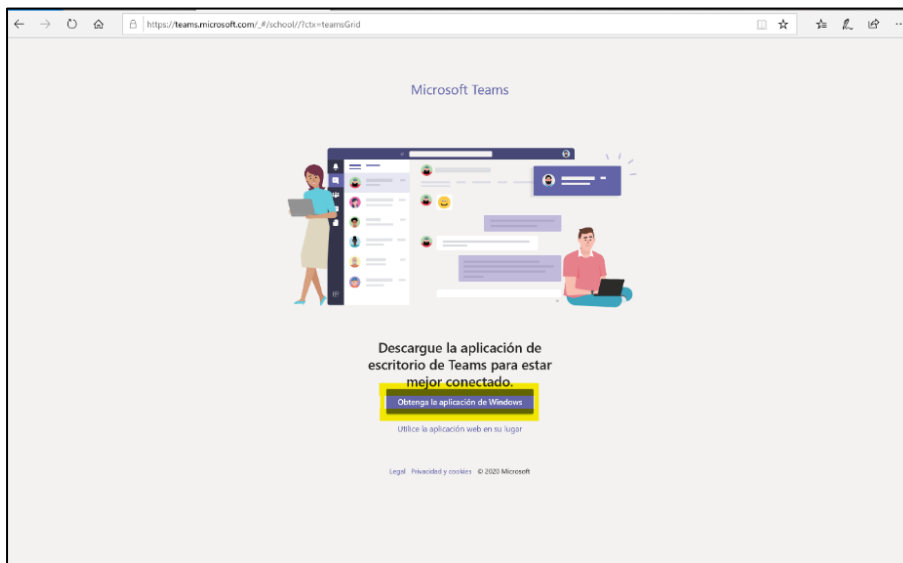 https://teams.microsoft.com/_#/school//?ctx=teamsGrid
Microsoft Teams
Descargue la aplicación de
escritorio de Teams para estar
mejor conectado.
Obtenga la aplicación de Windows
Utilice la aplicación web en su lugar
Legal Privacidad y cookies © 2020 Microsoft